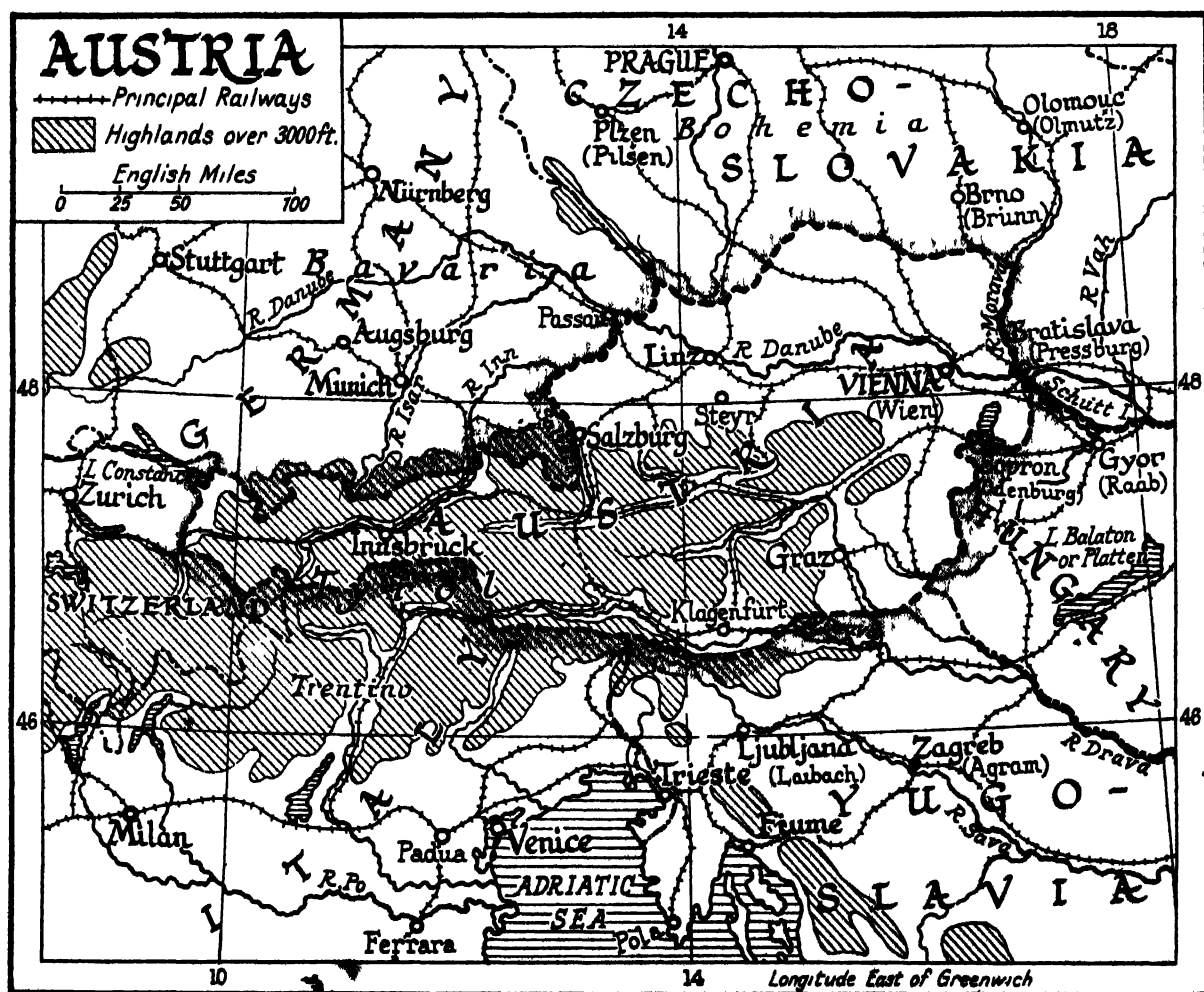 AUSTRIA
Principal Railways
Highlands over 3000ft.
English Miles
0 25 50 100
14
18
PRAGUE
CZECHO-
SLOVAKIA
Plzen
(Pilsen)
Bohemia
Olomouc
(Olmutz)
Brno
(Brünn)
Nürnberg
GERMANY
Stuttgart
Bavaria
R Danube
Augsburg
Munich
R Isar
R Inn
Passau
Linz
R Danube
R Morava
R Vah
Bratislava
(Pressburg)
VIENNA
(Wien)
Schütt I.
48
48
Steyr
Salzburg
AUSTRIA
L Constance
Zurich
Innsbruck
Tyrol
Sopron
Gyor
(Raab)
L Balaton
or Platten
HUNGARY
Graz
Klagenfurt
SWITZERLAND
Trentino
ITALY
46
46
Ljubljana
(Laibach)
Zagreb
(Agram)
R Drava
Trieste
YUGO-
SLAVIA
Fiume
R Sava
Milan
Padua
Venice
R. Po
ADRIATIC
SEA
Ferrara
Pola
10
14
Longitude East of Greenwich